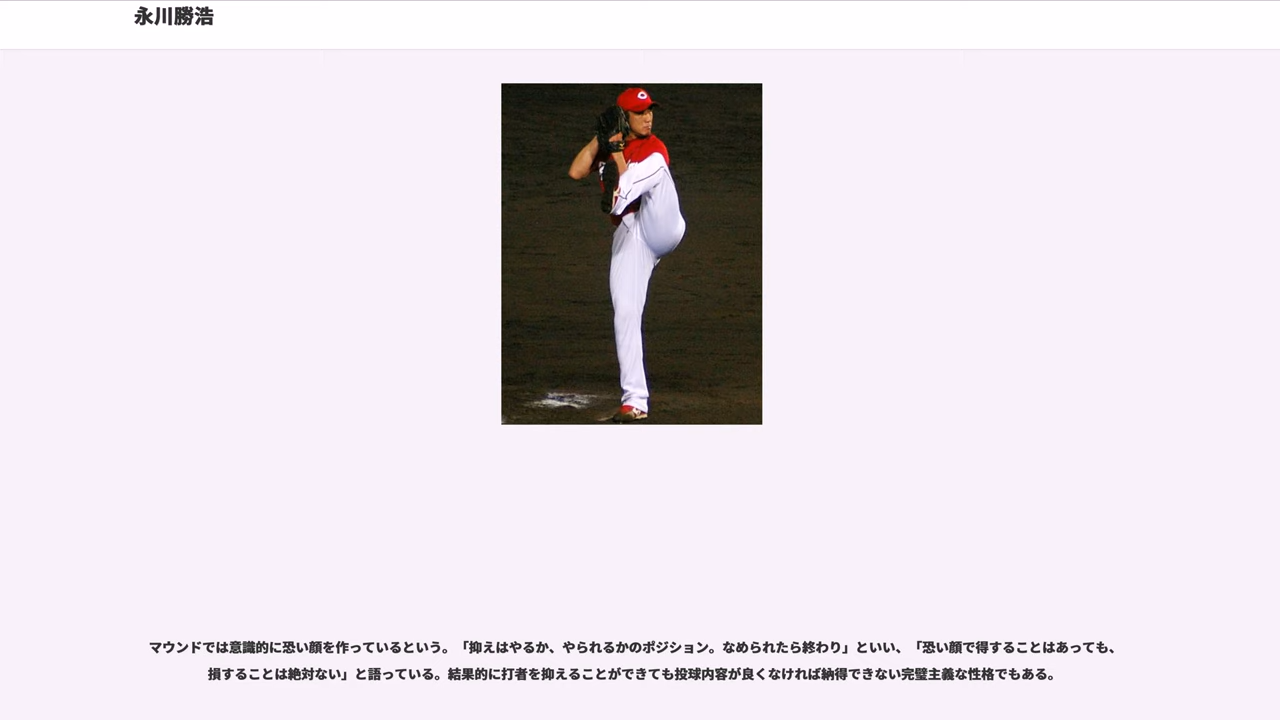 永川勝浩
マウンドでは意識的に恐い顔を作っているという。「抑えはやるか、やられるかのポジション。なめられたら終わり」といい、「恐い顔で得することはあっても、
損することは絶対ない」と語っている。結果的に打者を抑えることができても投球内容が良くなければ納得できない完璧主義な性格でもある。